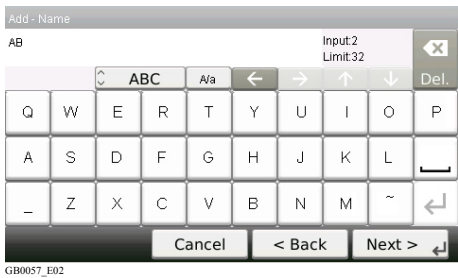 Add - Name
AB
Input:2
Limit:32
ABC A/a ← → ↑ ↓ Del.
Q W E R T Y U I O P
A S D F G H J K L
_ Z X C V B N M ~
Cancel < Back Next >
GB0057_E02